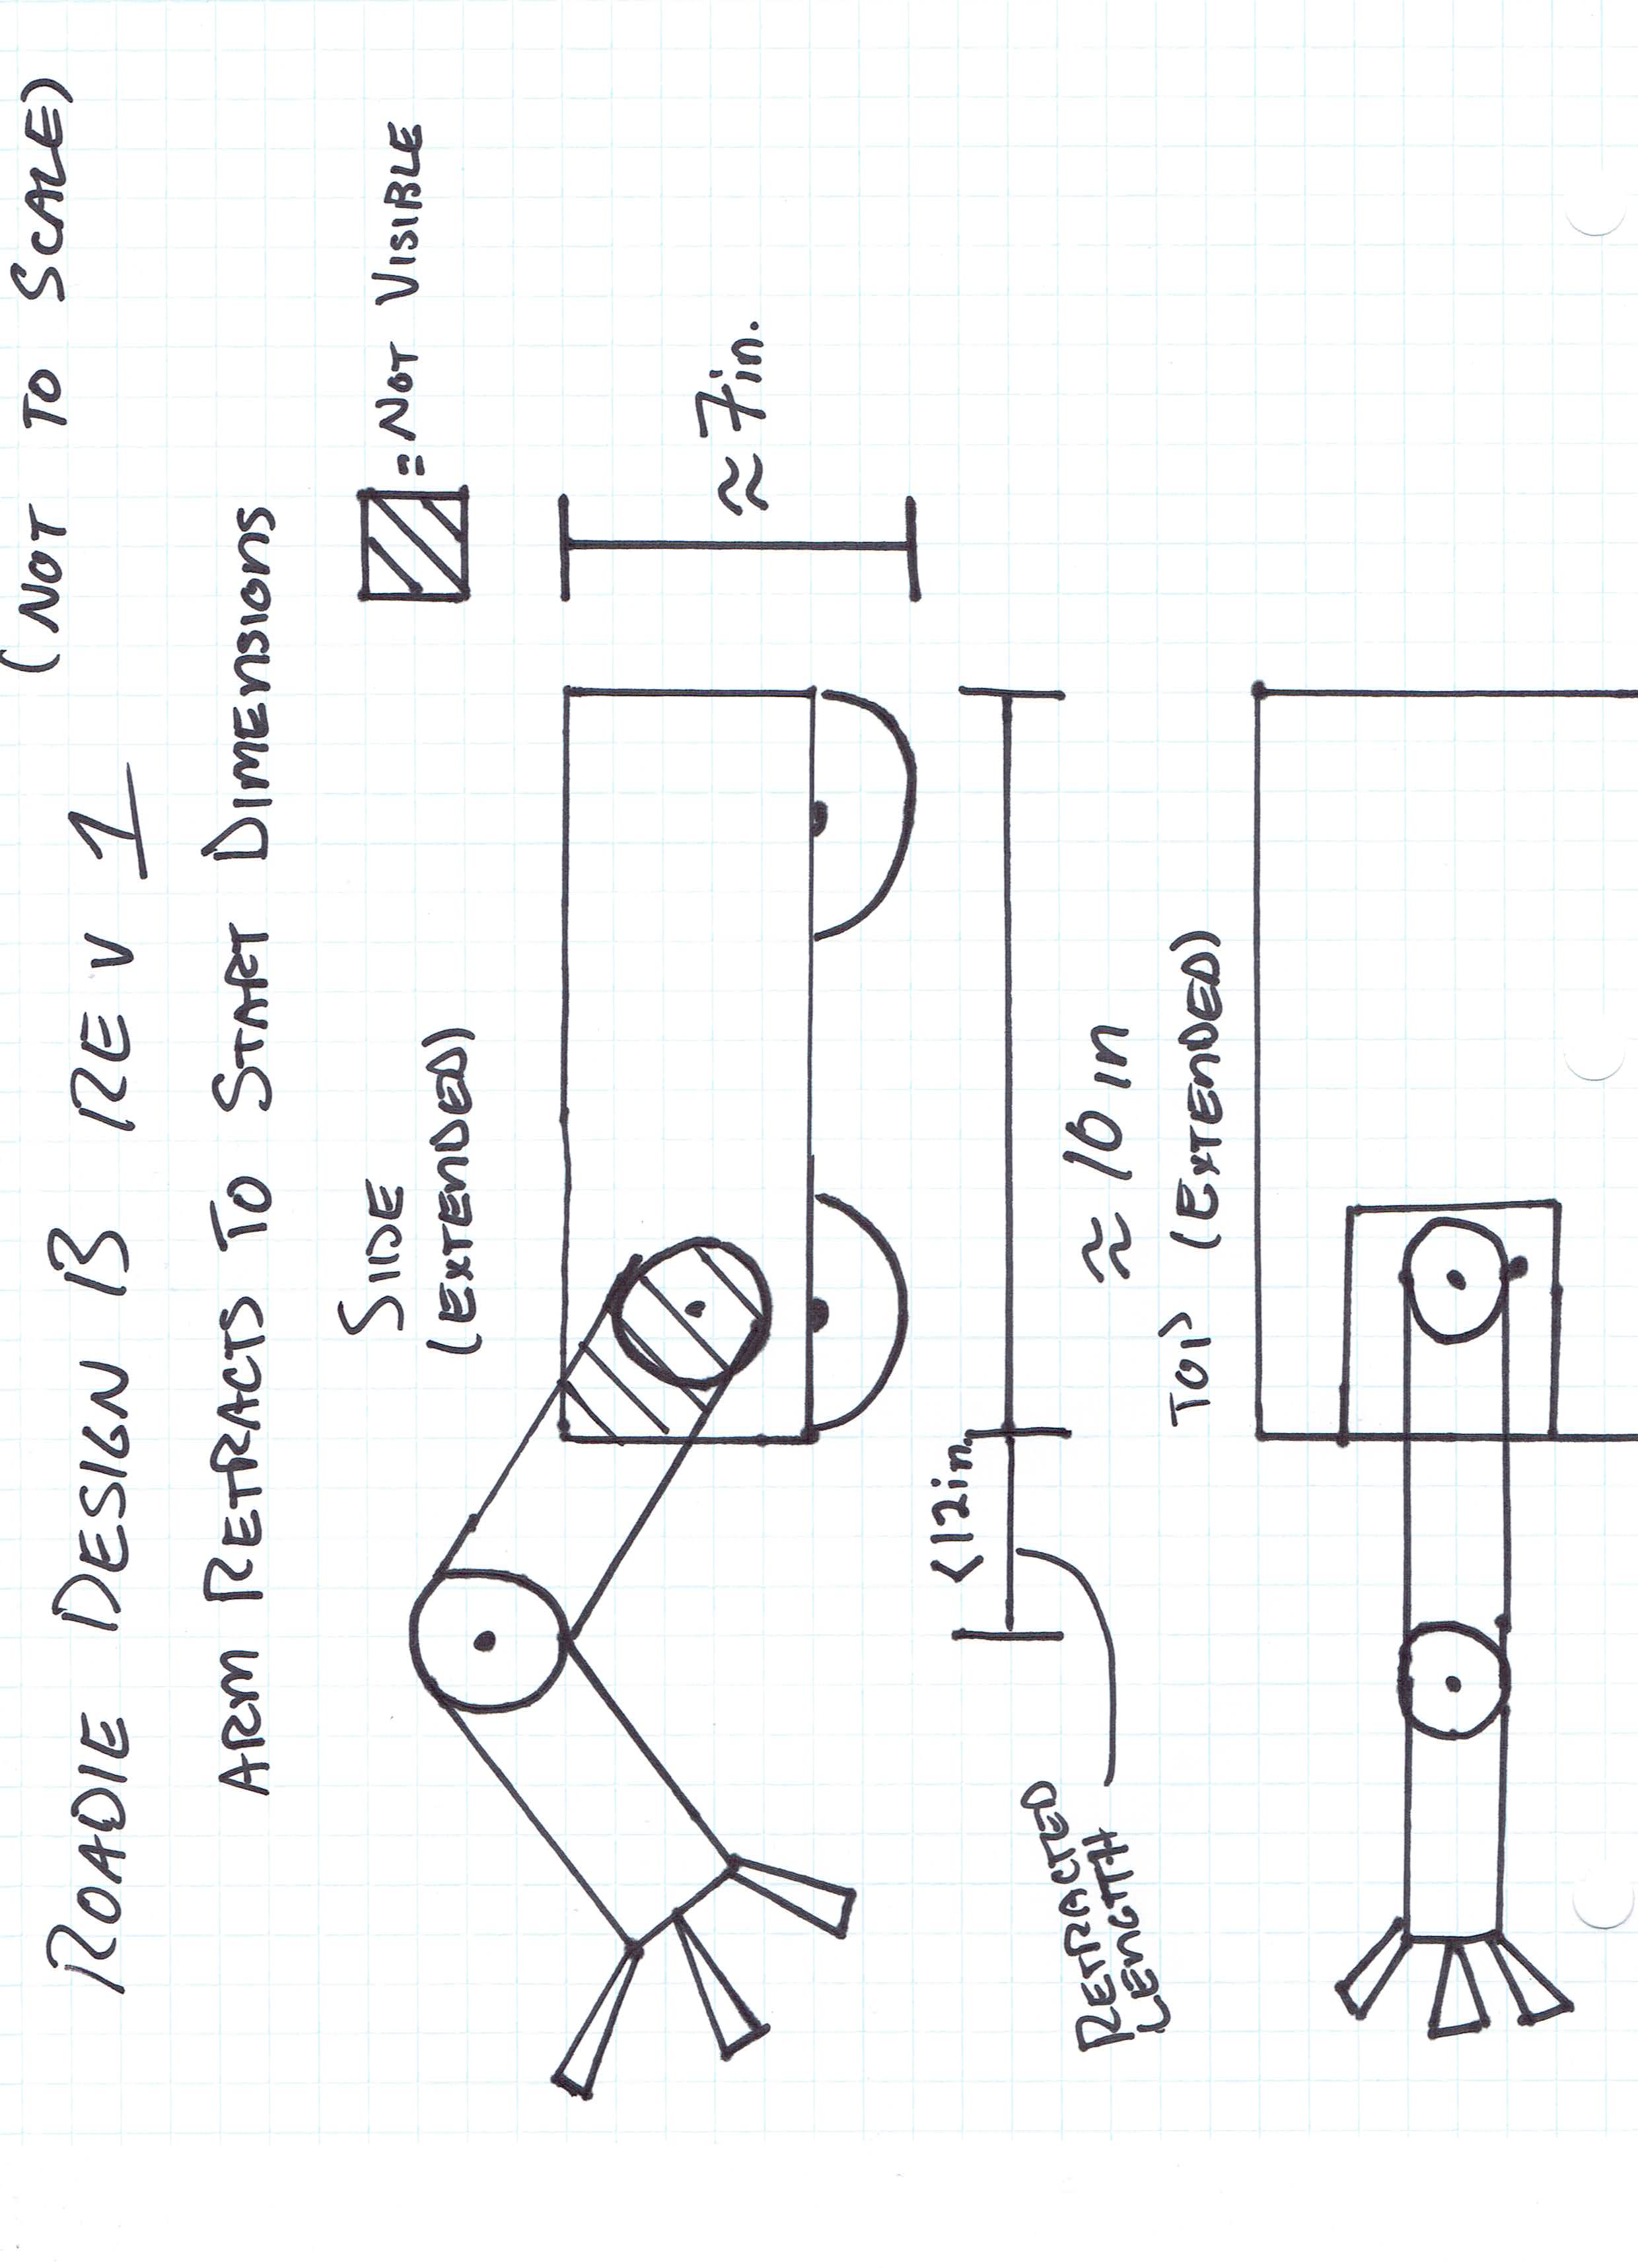 ROADIE DESIGN B REV 1 (NOT TO SCALE)
ARM RETRACTS TO START DIMENSIONS
SIDE
(EXTENDED)
= NOT VISIBLE
≈ 7in.
<12in.
≈ 10 in
RETRACTED
LENGTH
TOP (EXTENDED)